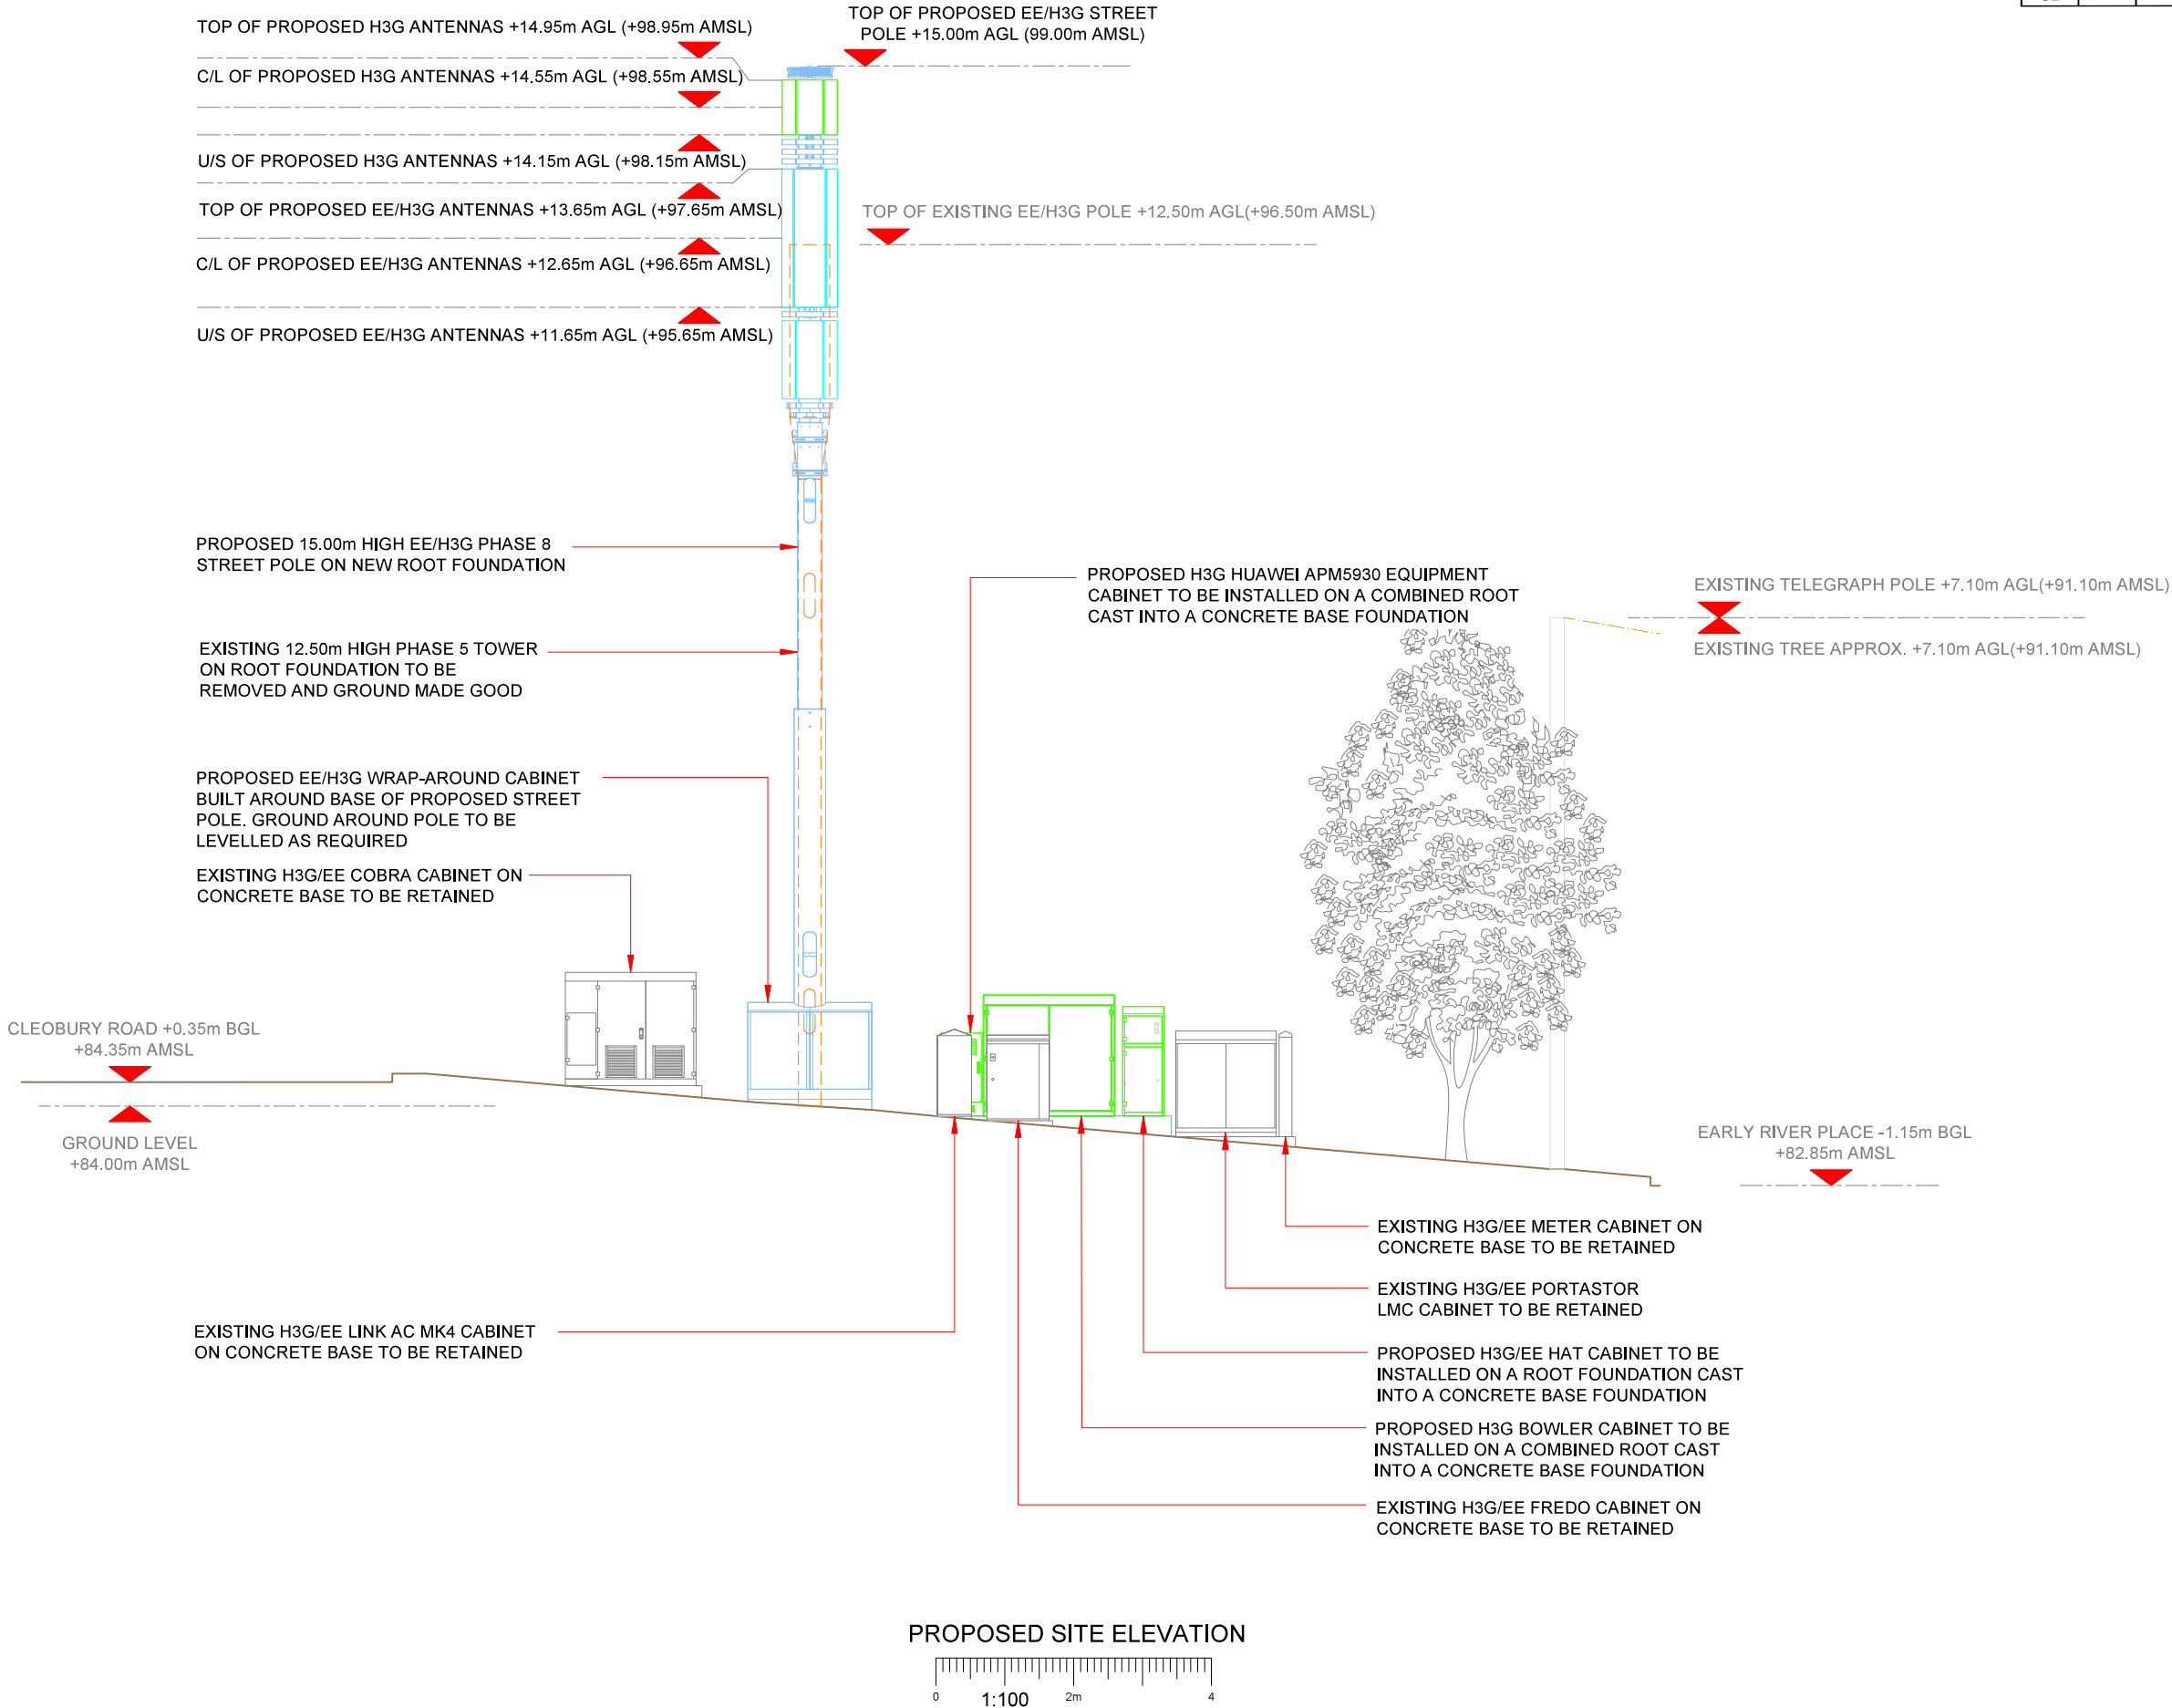 TOP OF PROPOSED H3G ANTENNAS +14.95m AGL (+98.95m AMSL)
TOP OF PROPOSED EE/H3G STREET
POLE +15.00m AGL (99.00m AMSL)
C/L OF PROPOSED H3G ANTENNAS +14.55m AGL (+98.55m AMSL)
U/S OF PROPOSED H3G ANTENNAS +14.15m AGL (+98.15m AMSL)
TOP OF PROPOSED EE/H3G ANTENNAS +13.65m AGL (+97.65m AMSL)
TOP OF EXISTING EE/H3G POLE +12.50m AGL(+96.50m AMSL)
C/L OF PROPOSED EE/H3G ANTENNAS +12.65m AGL (+96.65m AMSL)
U/S OF PROPOSED EE/H3G ANTENNAS +11.65m AGL (+95.65m AMSL)
PROPOSED 15.00m HIGH EE/H3G PHASE 8
STREET POLE ON NEW ROOT FOUNDATION
PROPOSED H3G HUAWEI APM5930 EQUIPMENT
CABINET TO BE INSTALLED ON A COMBINED ROOT
CAST INTO A CONCRETE BASE FOUNDATION
EXISTING TELEGRAPH POLE +7.10m AGL(+91.10m AMSL)
EXISTING TREE APPROX. +7.10m AGL(+91.10m AMSL)
EXISTING 12.50m HIGH PHASE 5 TOWER
ON ROOT FOUNDATION TO BE
REMOVED AND GROUND MADE GOOD
PROPOSED EE/H3G WRAP-AROUND CABINET
BUILT AROUND BASE OF PROPOSED STREET
POLE. GROUND AROUND POLE TO BE
LEVELLED AS REQUIRED
EXISTING H3G/EE COBRA CABINET ON
CONCRETE BASE TO BE RETAINED
CLEOBURY ROAD +0.35m BGL
+84.35m AMSL
GROUND LEVEL
+84.00m AMSL
EARLY RIVER PLACE -1.15m BGL
+82.85m AMSL
EXISTING H3G/EE METER CABINET ON
CONCRETE BASE TO BE RETAINED
EXISTING H3G/EE PORTASTOR
LMC CABINET TO BE RETAINED
EXISTING H3G/EE LINK AC MK4 CABINET
ON CONCRETE BASE TO BE RETAINED
PROPOSED H3G/EE HAT CABINET TO BE
INSTALLED ON A ROOT FOUNDATION CAST
INTO A CONCRETE BASE FOUNDATION
PROPOSED H3G BOWLER CABINET TO BE
INSTALLED ON A COMBINED ROOT CAST
INTO A CONCRETE BASE FOUNDATION
EXISTING H3G/EE FREDO CABINET ON
CONCRETE BASE TO BE RETAINED
PROPOSED SITE ELEVATION
0 1:100 2m 4